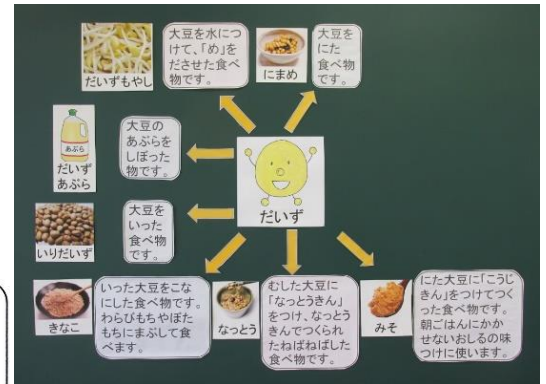 大豆を水につ
けて、「め」を
ださせた食べ
物です。
だいずもやし
大豆を
にた
食べ物
です。
にまめ
大豆の
あぶらを
しぼった
物です。
あぶら
だいず
あぶら
だいず
大豆を
いった
食べ物
です。
いりだいず
いった大豆をこな
にした食べ物です。
わらびもちやぼた
もちにまぶして食
べます。
きなこ
むした大豆に
「なっとうきん」
をつけ、なっとう
きんでつくられ
たねばねばした
食べ物です。
なっとう
にた大豆に「こうじ
きん」をつけてつく
った食べ物です。
朝ごはんにかか
せないおしるの味
つけに使います。
みそ